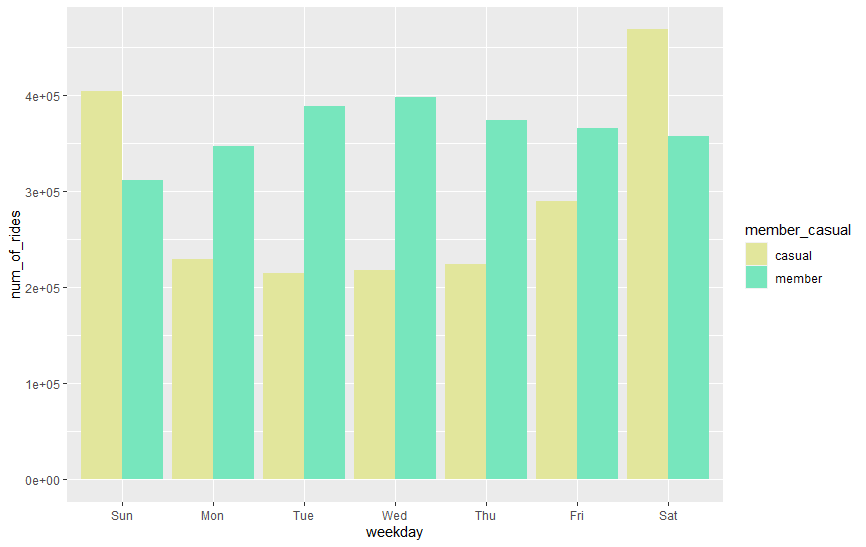 4e+05
3e+05
2e+05
1e+05
0e+00
num_of_rides
Sun Mon Tue Wed Thu Fri Sat
weekday
member_casual
casual
member